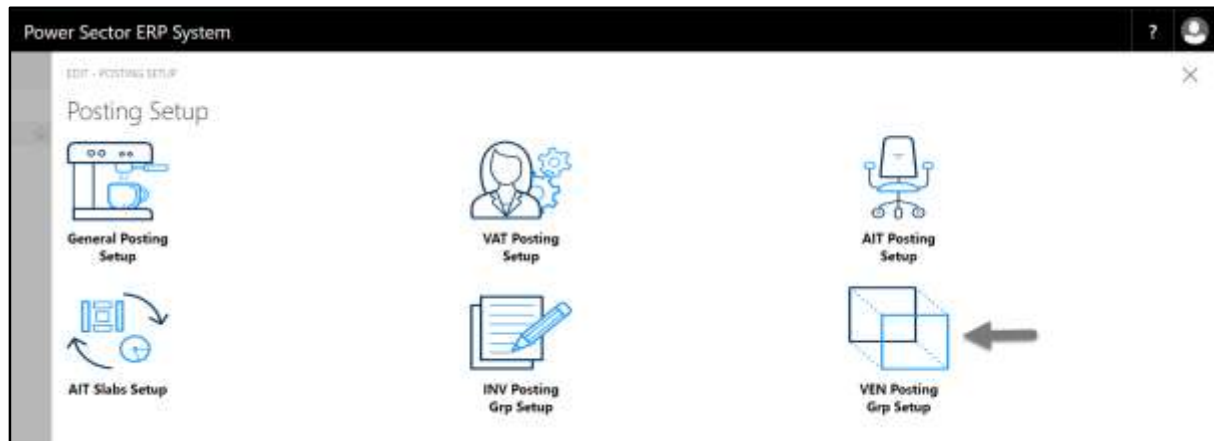 Power Sector ERP System
?
EDIT - POSTING SETUP
Posting Setup
General Posting
Setup
VAT Posting
Setup
AIT Posting
Setup
AIT Slabs Setup
INV Posting
Grp Setup
VEN Posting
Grp Setup